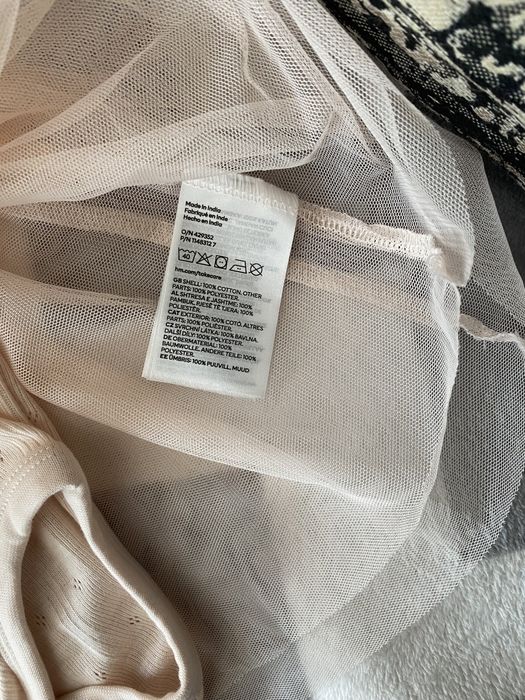 Made in India
Fabriqué en Inde
Hecho en India
O/N 429352
P/N 1148312 7
40
hm.com/takecare
GB SHELL: 100% COTTON. OTHER
PARTS: 100% POLYESTER.
AL SHTRESA E JASHTME: 100%
PAMBUK. PJESË TË TJERA: 100%
POLIESTER.
CAT EXTERIOR: 100% COTÓ. ALTRES
PARTS: 100% POLIÈSTER.
CZ SVRCHNÍ LÁTKA: 100% BAVLNA.
DALŠÍ DÍLY: 100% POLYESTER.
DE OBERMATERIAL: 100%
BAUMWOLLE. ANDERE TEILE: 100%
POLYESTER.
EE ÜMBRIS: 100% PUUVILL. MUUD